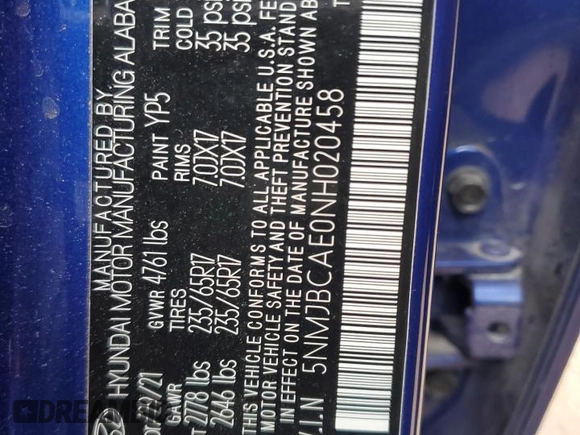 MANUFACTURED BY
HYUNDAI MOTOR MANUFACTURING ALABA
/21 GVWR 4761 lbs PAINT YP5 TRIM
GAWR TIRES RIMS COLD
2778 lbs 235/65R17 7.0JX17 35 psi
2646 lbs 235/65R17 7.0JX17 35 psi
VEHICLE CONFORMS TO ALL APPLICABLE U.S.A. FE
MOTOR VEHICLE SAFETY AND THEFT PREVENTION STAND
IN EFFECT ON THE DATE OF MANUFACTURE SHOWN AB
V.I.N 5NMJBCAE0NH020458 T